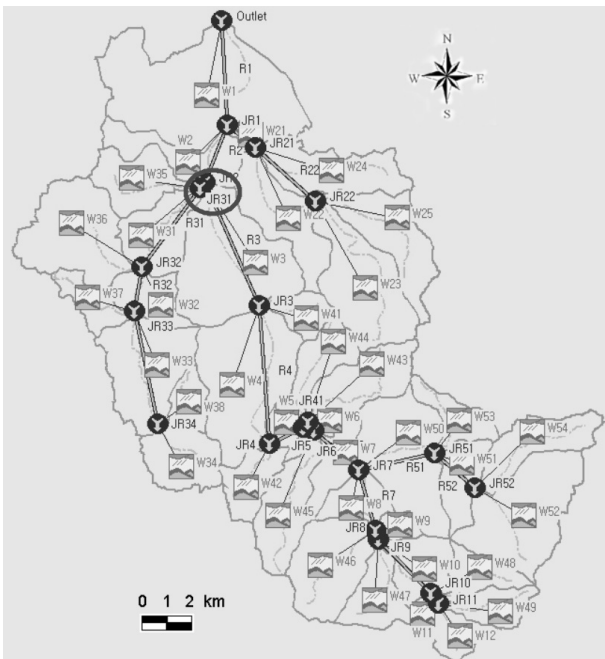 Outlet
N
R1
W E
W1
S
JR1
W2 W21
JR21
R2
W24
W35 R22
JR22
JR31 W22 W25
W36 R31
W31 R3
W3
JR32 W23
R32
W37 W32 JR3 W41
JR33 W44
W33 R4 W43
W4
W38 W5 JR41 W50 W53
W6
JR34 W54
JR4 W7 JR51
JR5 JR6 W51
W34 JR7 R51
W42 R52 JR52
R7
W45 W8 W52
W9
JR8
JR9
W46 W10 W48
JR10
0 1 2 km W47 JR11 W49
W11 W12